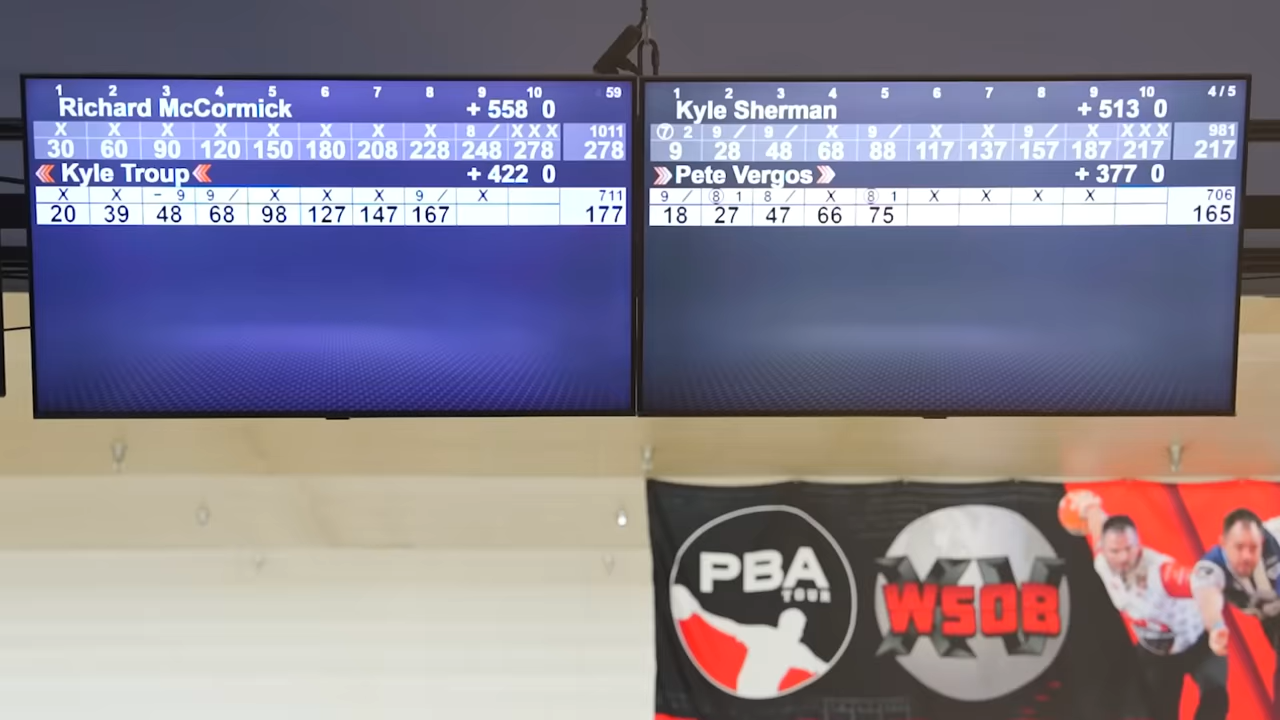 1 2 3 4 5 6 7 8 9 10 59
Richard McCormick + 558 0
X X X X X X X X 8 / X X X 1011
30 60 90 120 150 180 208 228 248 278 278
Kyle Troup + 422 0
X X - 9 9 / X X X 9 / X 711
20 39 48 68 98 127 147 167 177
1 2 3 4 5 6 7 8 9 10 4 / 5
Kyle Sherman + 513 0
7 2 9 / 9 / X 9 / X X 9 / X X X X 981
9 28 48 68 88 117 137 157 187 217 217
Pete Vergos + 377 0
9 / 8 1 8 / X 8 1 X X X X 706
18 27 47 66 75 165
PBA
TOUR
XV
WSOB